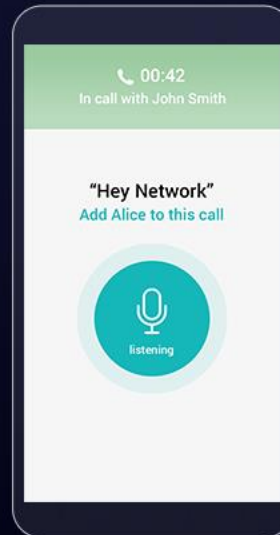 00:42
In call with John Smith
“Hey Network”
Add Alice to this call
listening